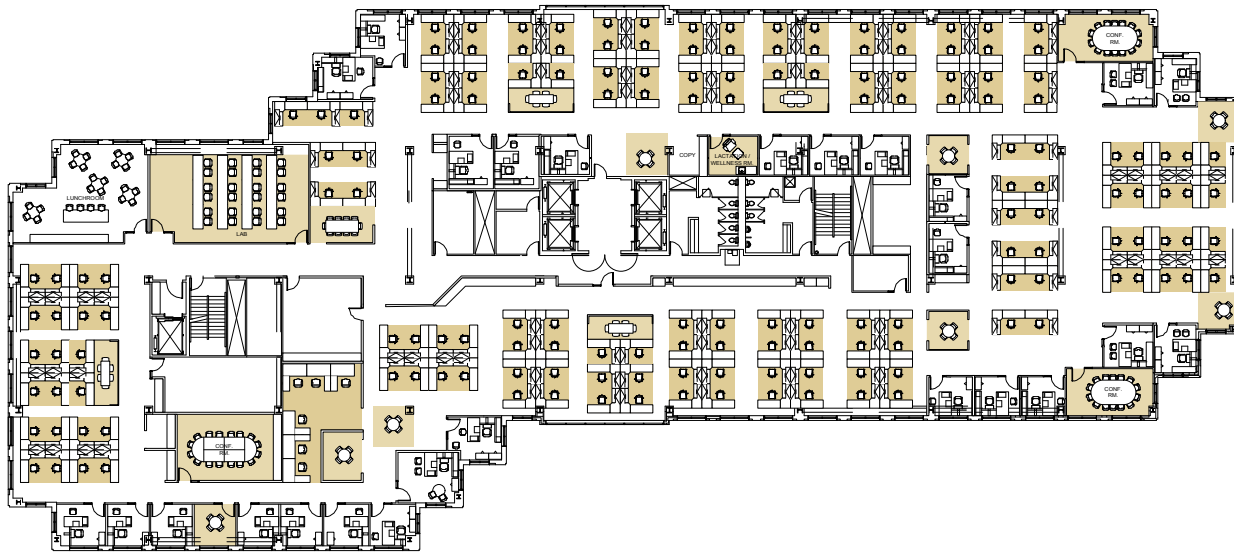 CONF.
RM.
COPY
LACTATION /
WELLNESS RM.
LUNCHROOM
LAB
CONF.
RM.
CONF.
RM.